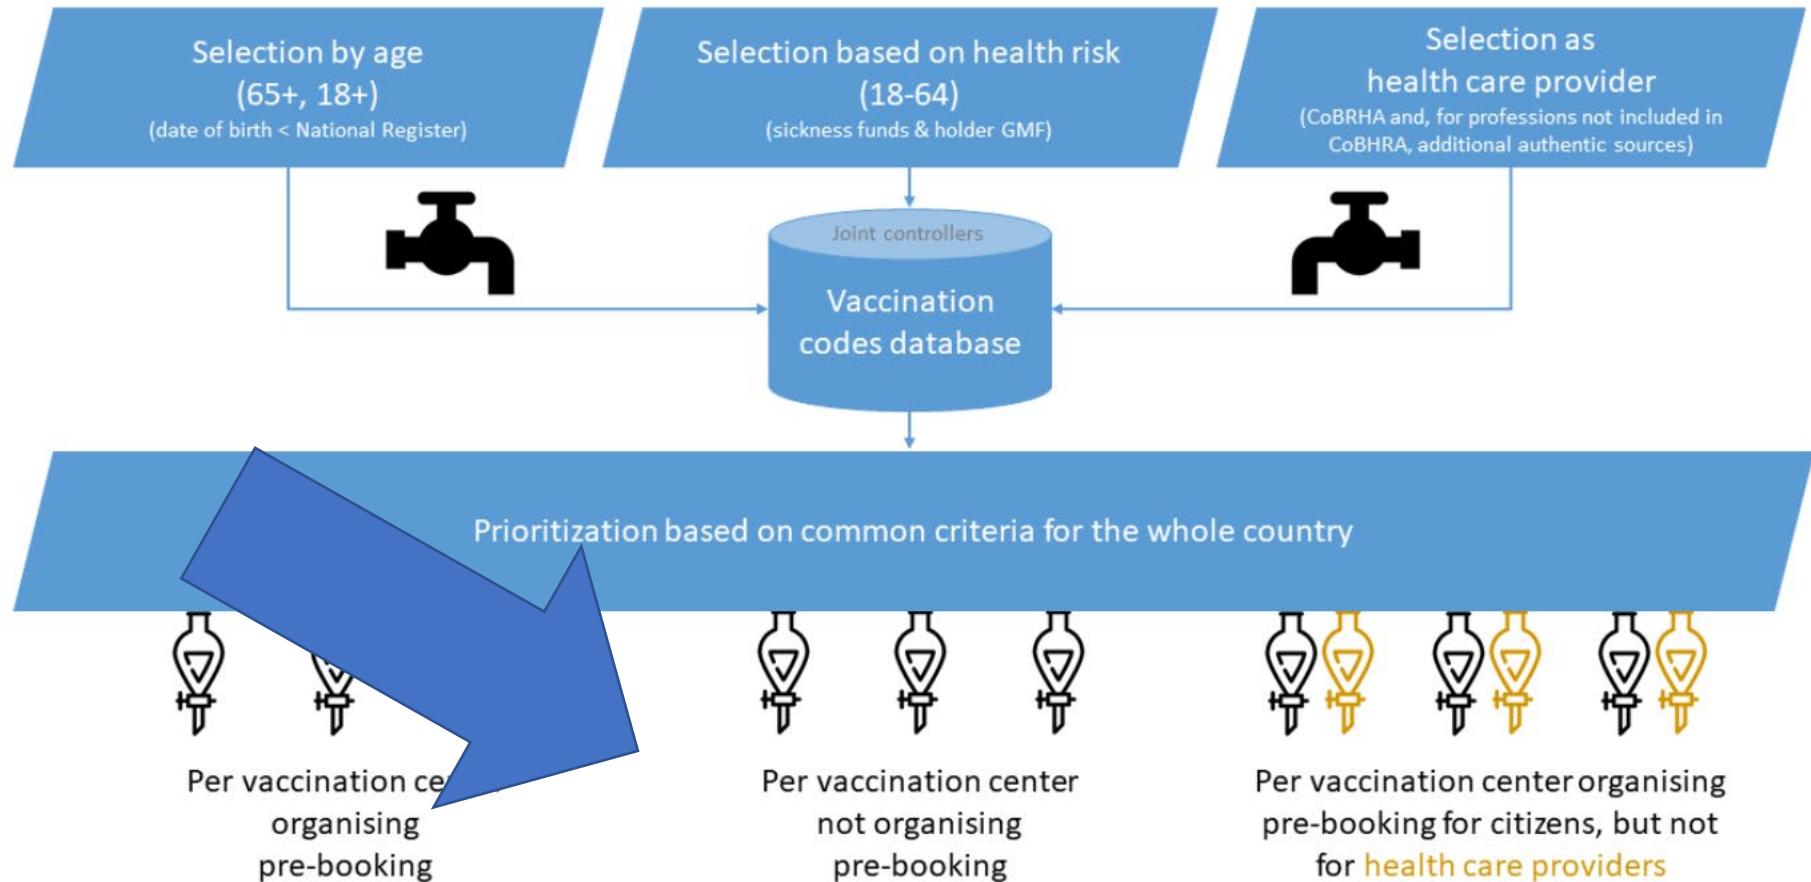 Selection by age
(65+, 18+)
(date of birth < National Register)
Selection based on health risk
(18-64)
(sickness funds & holder GMF)
Selection as
health care provider
(CoBRHA and, for professions not included in
CoBHRA, additional authentic sources)
Joint controllers
Vaccination
codes database
Prioritization based on common criteria for the whole country
Per vaccination
organising
pre-booking
Per vaccination center
not organising
pre-booking
Per vaccination center organising
pre-booking for citizens, but not
for health care providers